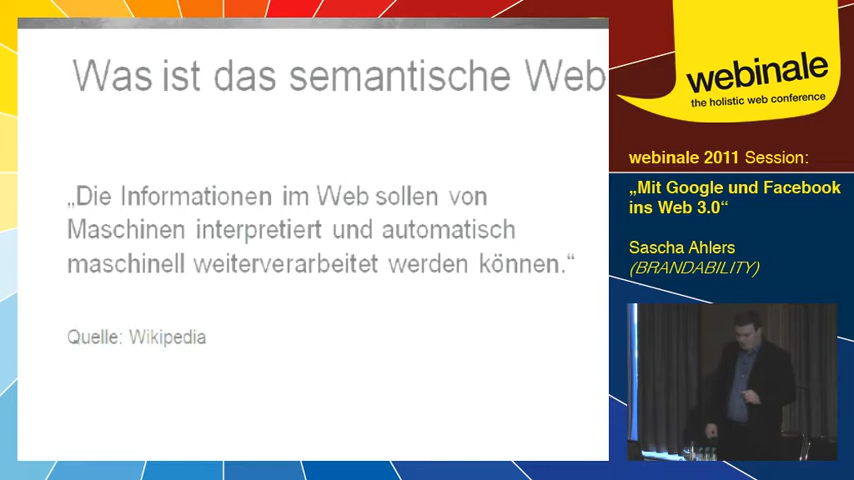 Was ist das semantische Web
„Die Informationen im Web sollen von
Maschinen interpretiert und automatisch
maschinell weiterverarbeitet werden können.“
Quelle: Wikipedia
webinale
the holistic web conference
webinale 2011 Session:
„Mit Google und Facebook
ins Web 3.0“
Sascha Ahlers
(BRANDABILITY)